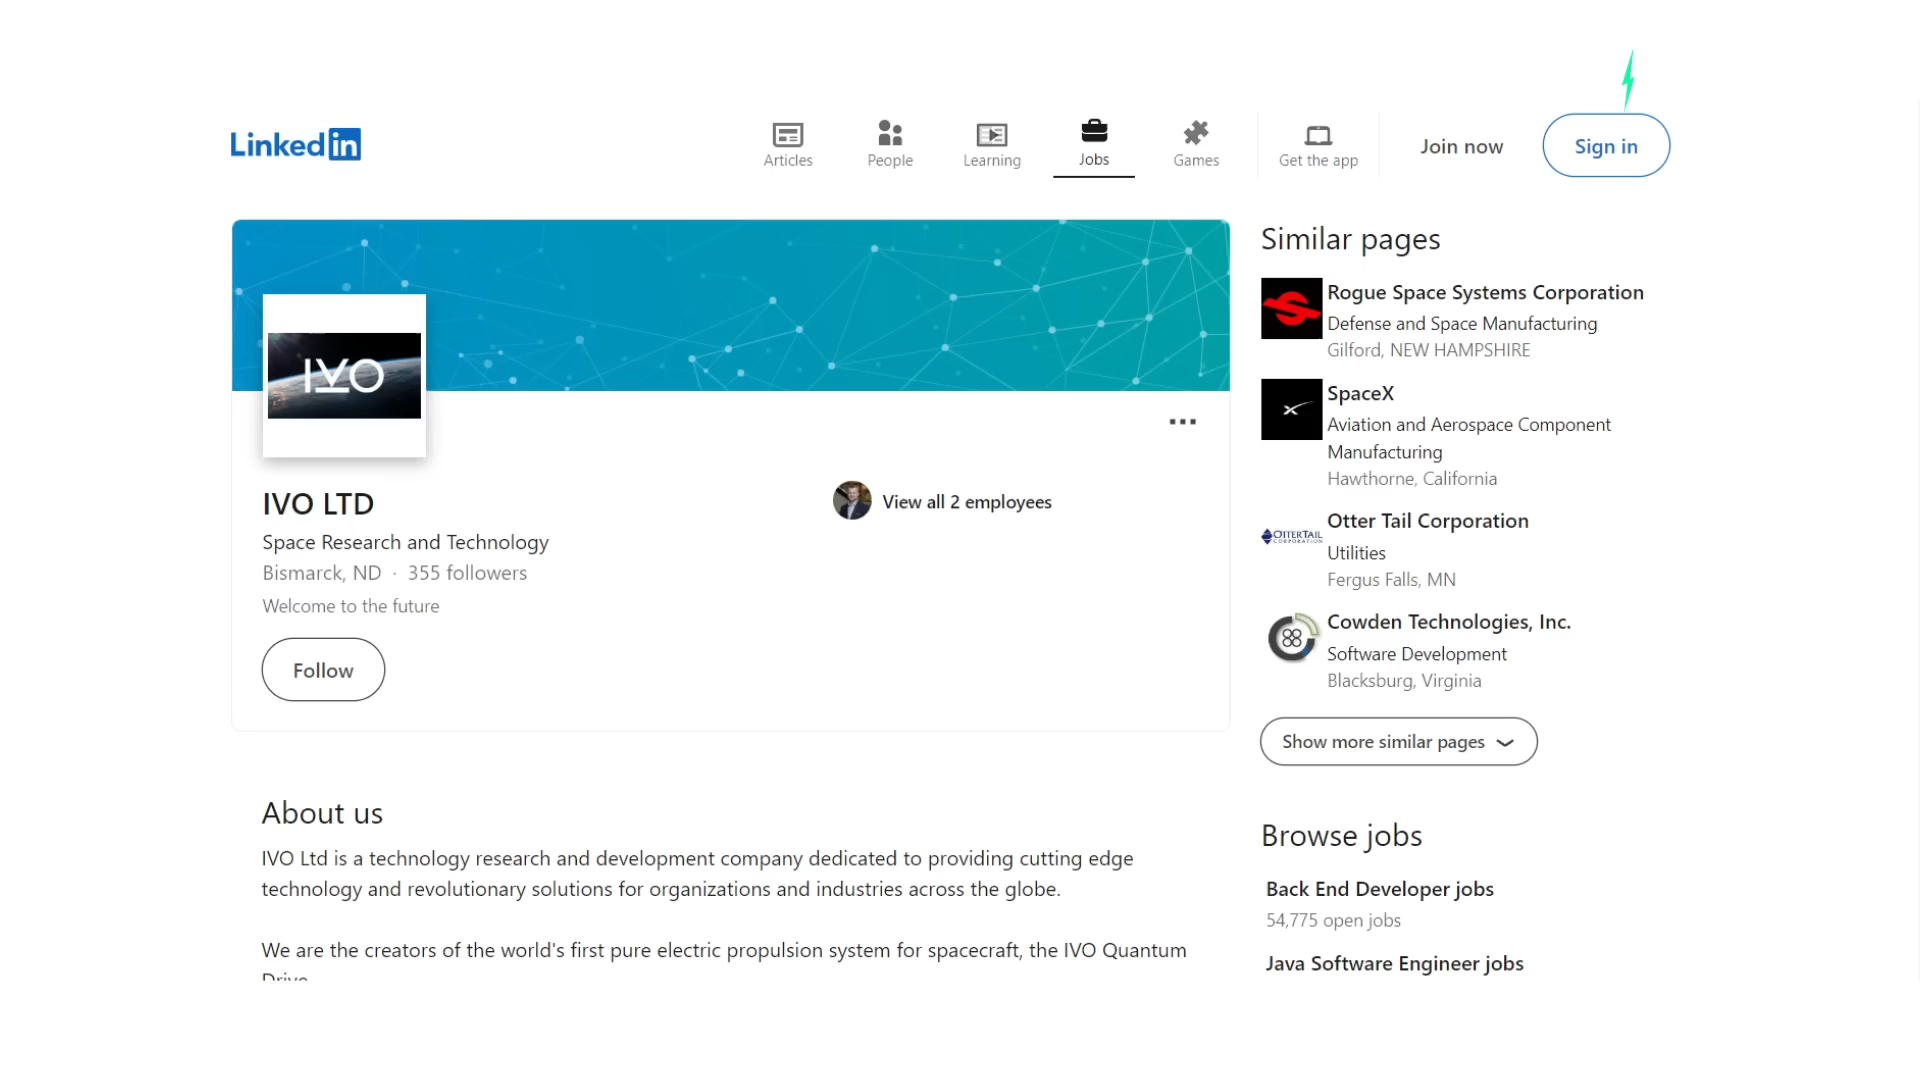 Linked in
Articles
People
Learning
Jobs
Games
Get the app
Join now
Sign in
IVO
IVO LTD
Space Research and Technology
Bismarck, ND · 355 followers
Welcome to the future
Follow
View all 2 employees
About us
IVO Ltd is a technology research and development company dedicated to providing cutting edge
technology and revolutionary solutions for organizations and industries across the globe.
We are the creators of the world's first pure electric propulsion system for spacecraft, the IVO Quantum
Drive
Similar pages
Rogue Space Systems Corporation
Defense and Space Manufacturing
Gilford, NEW HAMPSHIRE
SpaceX
Aviation and Aerospace Component
Manufacturing
Hawthorne, California
OTTERTAIL
CORPORATION
Otter Tail Corporation
Utilities
Fergus Falls, MN
Cowden Technologies, Inc.
Software Development
Blacksburg, Virginia
Show more similar pages
Browse jobs
Back End Developer jobs
54,775 open jobs
Java Software Engineer jobs